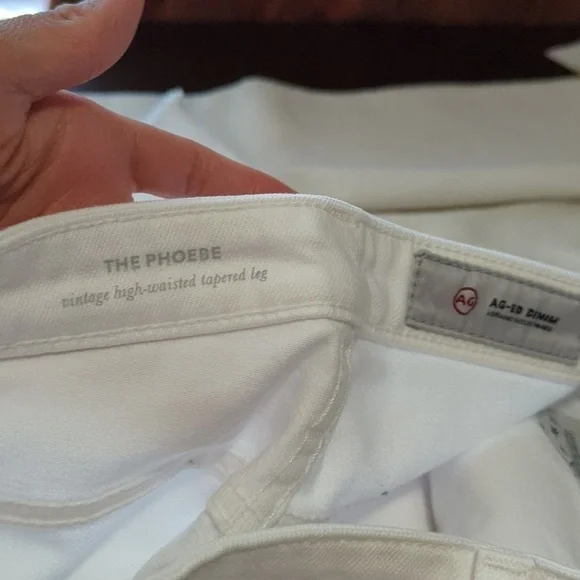 THE PHOEBE
vintage high-waisted tapered leg
AG
AG-ED DENIM